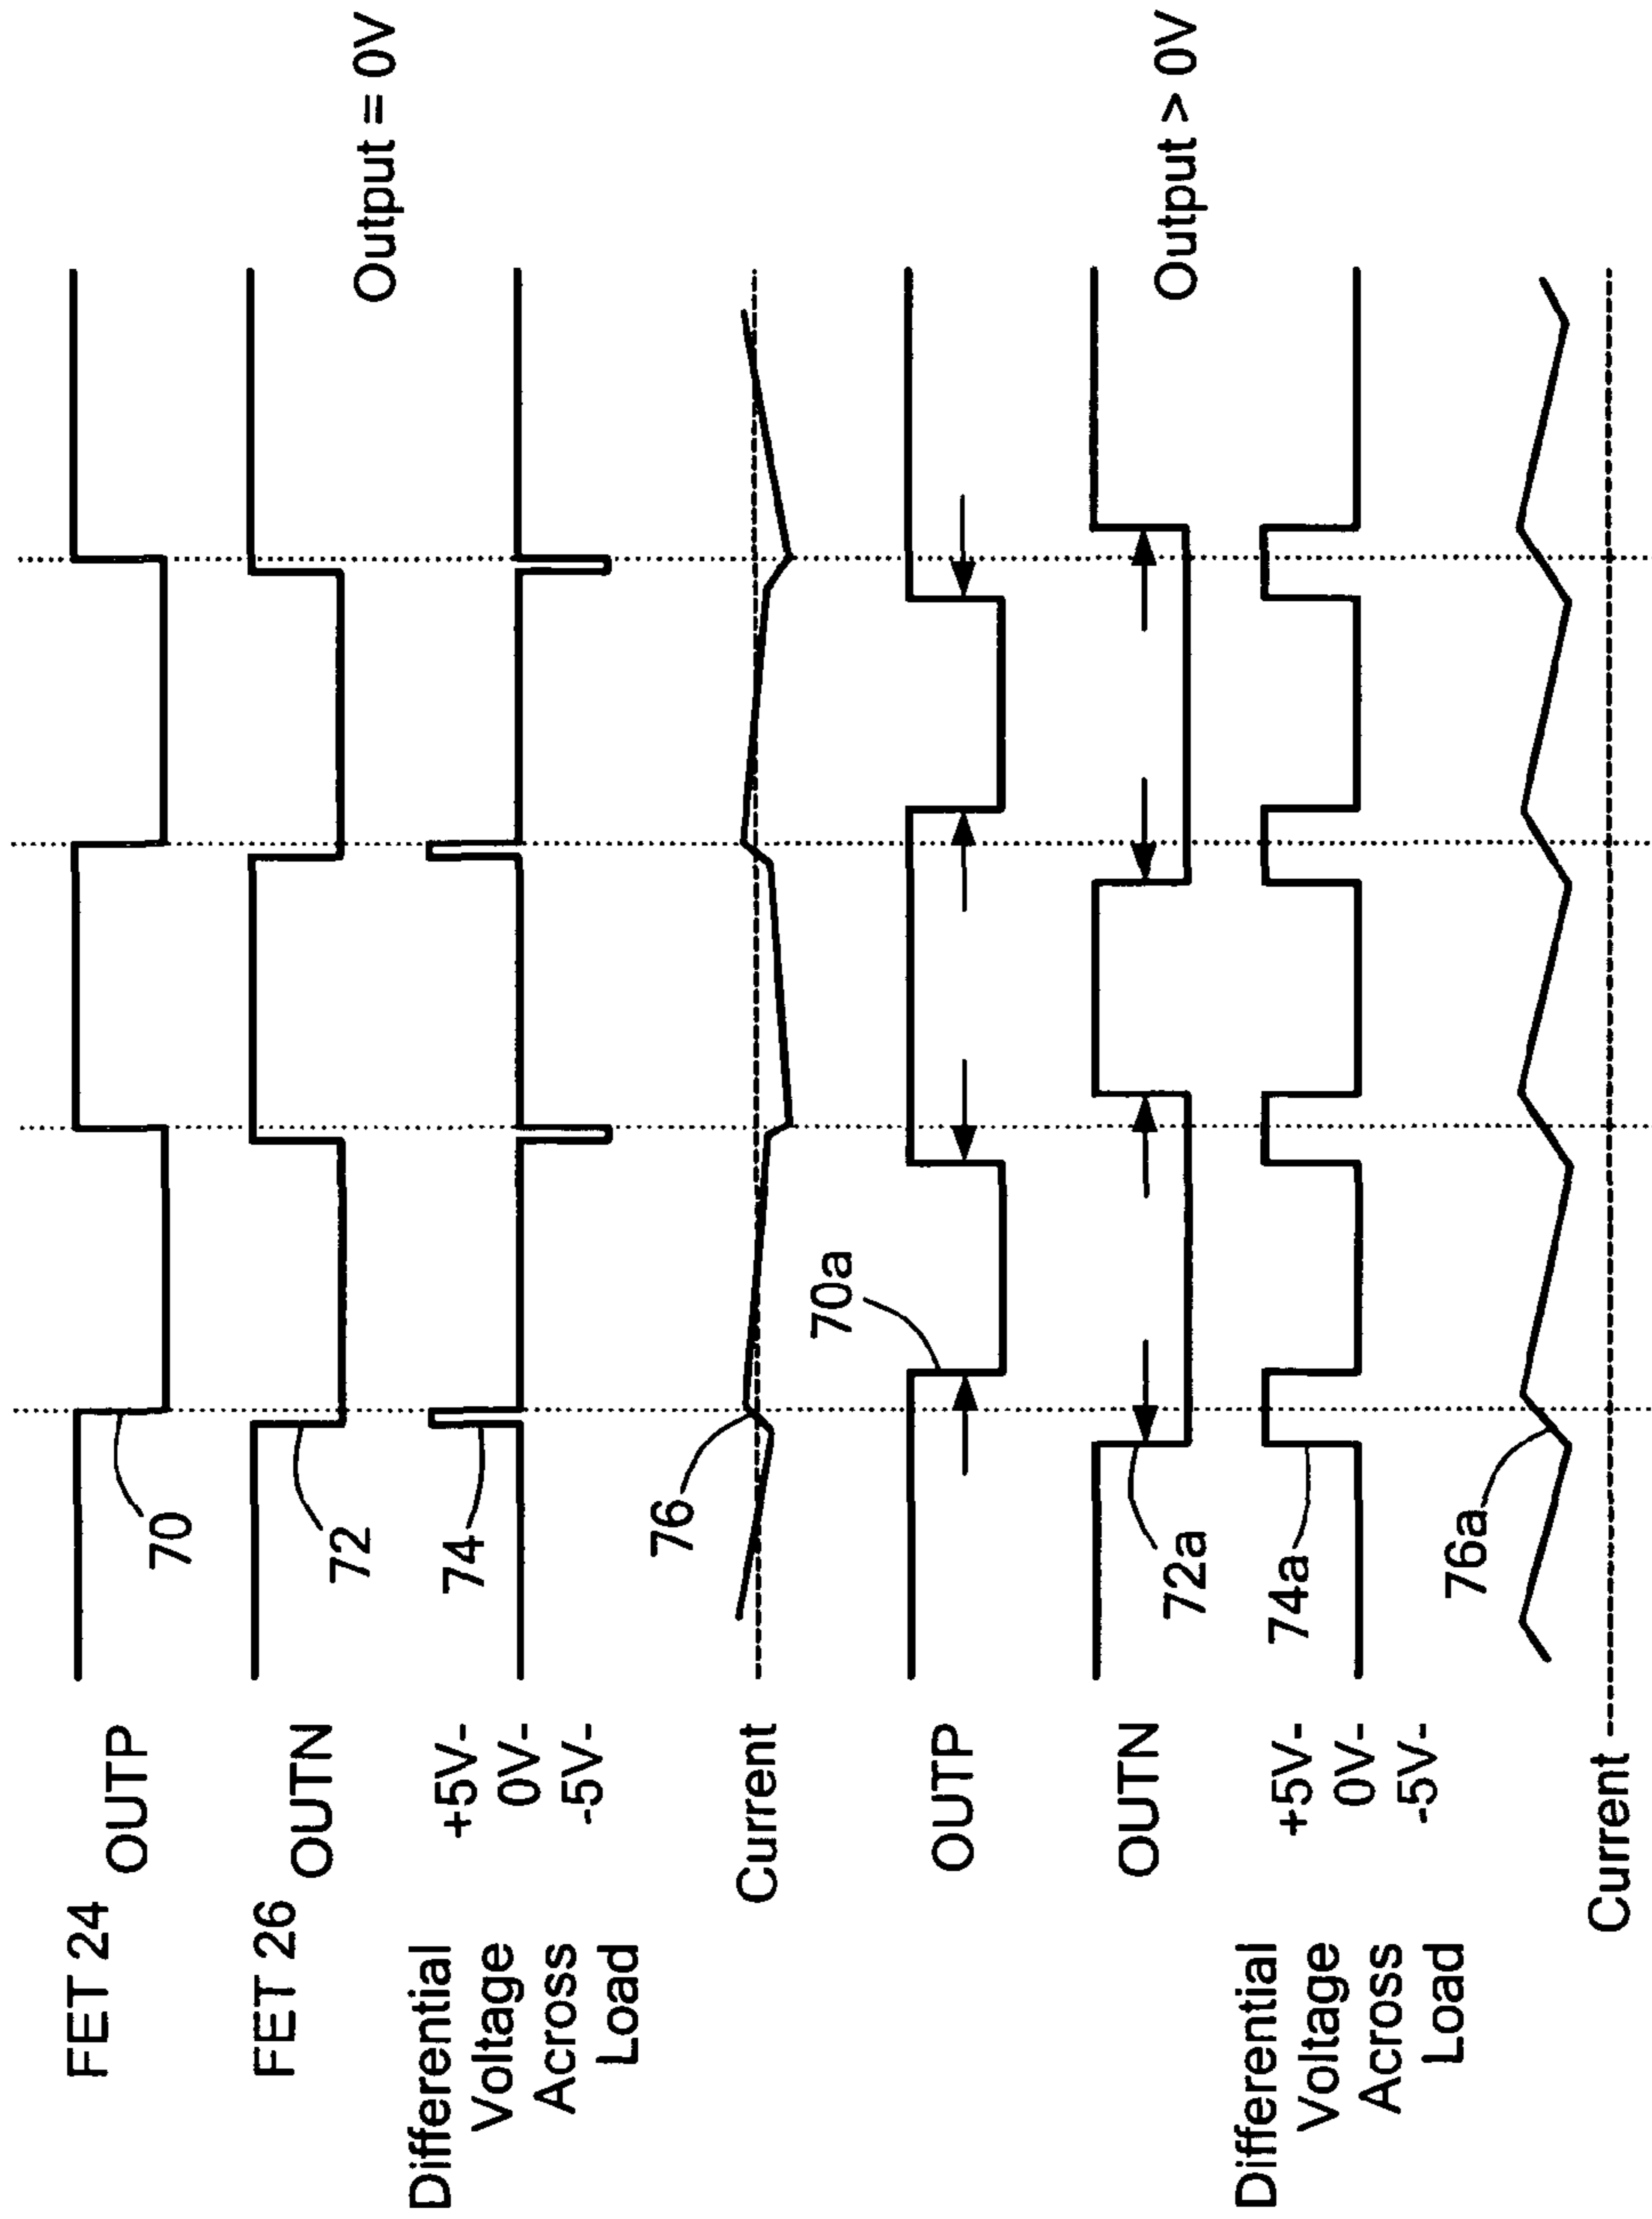 FET 24
OUTP
70
FET 26
OUTN
72
Output = 0V
Differential
Voltage
Across
Load
+5V-
0V-
-5V-
74
Current
76
OUTP
70a
OUTN
72a
Output > 0V
Differential
Voltage
Across
Load
+5V-
0V-
-5V-
74a
Current
76a